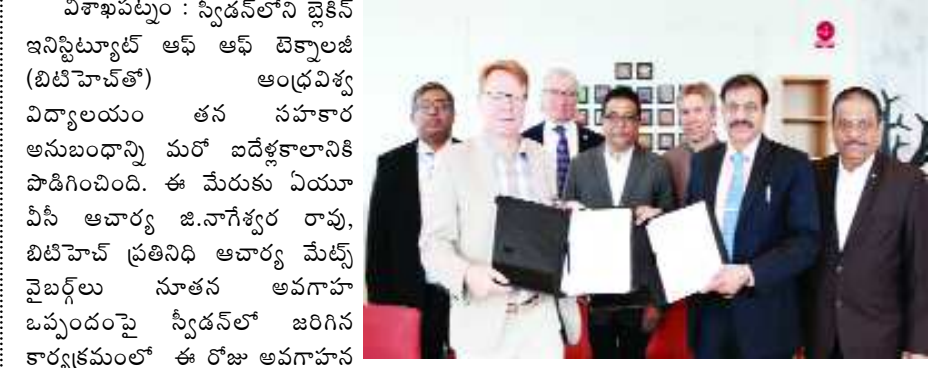 విశాఖపట్నం : స్వీడన్‌లోని బ్లెకిన్
ఇనిస్టిట్యూట్ ఆఫ్ ఆఫ్ టెక్నాలజీ
(బిటిహెచ్‌తో) ఆంధ్రవిశ్వ
విద్యాలయం తన సహకార
అనుబంధాన్ని మరో ఐదేళ్లకాలానికి
పొడిగించింది. ఈ మేరుకు ఏయూ
వీసీ ఆచార్య జి.నాగేశ్వర రావు,
బిటిహెచ్ ప్రతినిధి ఆచార్య మేట్స్
వైబర్గ్‌లు నూతన అవగాహ
ఒప్పందంపై స్వీడన్‌లో జరిగిన
కార్యక్రమంలో ఈ రోజు అవగాహన